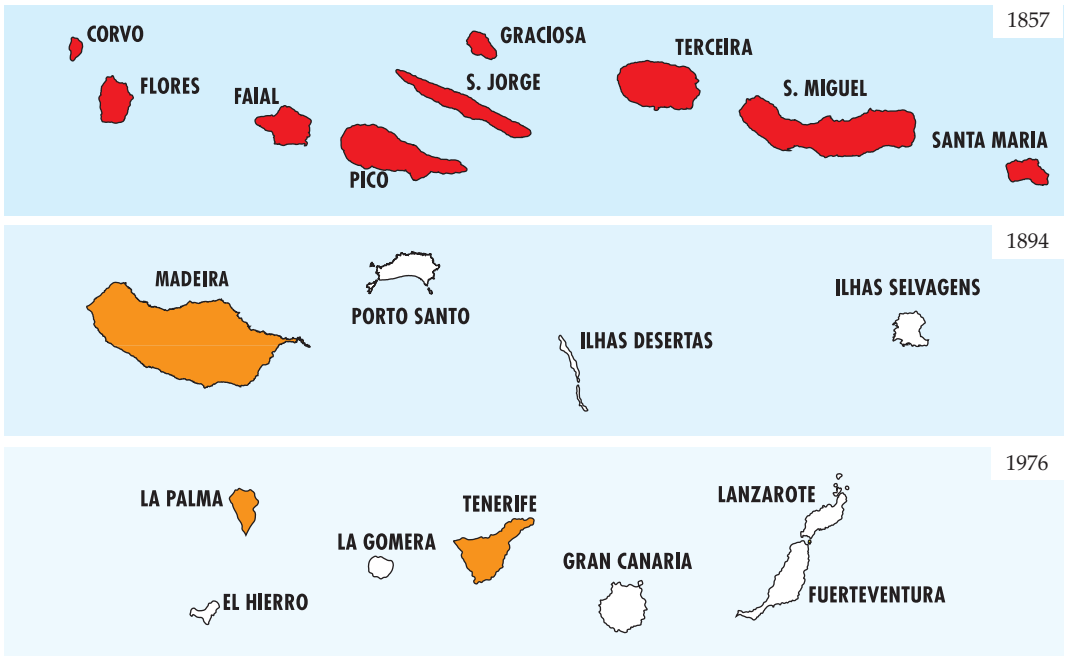 1857
CORVO
GRACIOSA
TERCEIRA
FLORES
S. JORGE
FAIAL
S. MIGUEL
SANTA MARIA
PICO
1894
MADEIRA
ILHAS SELVAGENS
PORTO SANTO
ILHAS DESERTAS
1976
LA PALMA
TENERIFE
LANZAROTE
LA GOMERA
GRAN CANARIA
EL HIERRO
FUERTEVENTURA